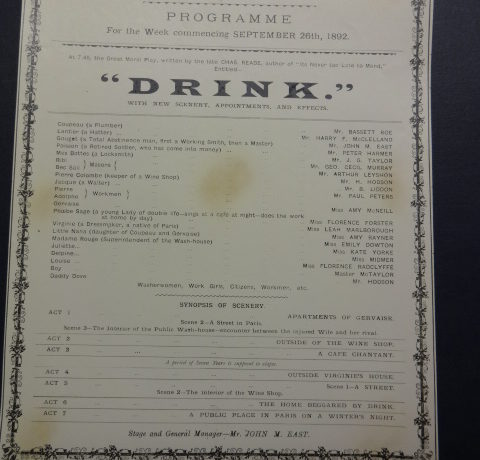 PROGRAMME
For the Week commencing SEPTEMBER 26th, 1892.
At 7.45, the Great Moral Play, written by the late CHAS. READE, author of "Its Never too Late to Mend,"
Entitled—
"DRINK."
WITH NEW SCENERY, APPOINTMENTS, AND EFFECTS.
Coupeau (a Plumber) ... Mr. BASSETT ROE
Lantier (a Hatter) ... Mr. HARRY F. McCLELLAND
Gouget (a Total Abstinence man, first a Working Smith, then a Master) Mr. JOHN M. EAST
Poisson (a Retired Soldier, who has come into money) ... Mr. PETER HARMER
Mes Bottes (a Locksmith) ... Mr. J. G. TAYLOR
Bibi } Masons { Mr. GEO. CECIL MURRAY
Bec Sec } { Mr. ARTHUR LEYSHON
Pierre Colombe (Keeper of a Wine Shop) Mr. H. HODSON
Jacqus (a Waiter) ... Mr. B. LIDDON
Pierre } Workmen { Mr. PAUL PETERS
Adolphe }
Gervaise ... Miss AMY McNEILL
Phœbe Sage (a young Lady of double life—sings at a café at night—does the work
at home by day) Miss FLORENCE FORSTER
Virginie (a Dressmaker, a native of Paris) Miss LEAH MARLBOROUGH
Little Nana (daughter of Coupeau and Gervaise) Miss AMY RAYNER
Madame Rouge (Superintendent of the Wash-house) Miss EMILY DOWTON
Juliette... Miss KATE YORKE
Delpine... Miss MIDMER
Louise ... Miss FLORENCE RADCLYFFE
Boy Master McTAYLOR
Daddy Dove Mr. HODSON
Washerwomen, Work Girls, Citizens, Worsmen, etc.
SYNOPSIS OF SCENERY.
ACT 1 ... APARTMENTS OF GERVAISE.
Scene 2—A Street in Paris.
Scene 3—The Interior of the Public Wash-house—encounter between the injured Wife and her rival.
ACT 2 ... OUTSIDE OF THE WINE SHOP.
ACT 3 ... A CAFE CHANTANT.
A period of Seven Years is supposed to elapse.
ACT 4 ... OUTSIDE VIRGINIE'S HOUSE.
ACT 5 ... Scene 1—A STREET.
Scene 2—The interior of the Wine Shop.
ACT 6 ... THE HOME BEGGARED BY DRINK.
ACT 7 ... A PUBLIC PLACE IN PARIS ON A WINTER'S NIGHT.
Stage and General Manager—Mr. JOHN M. EAST.